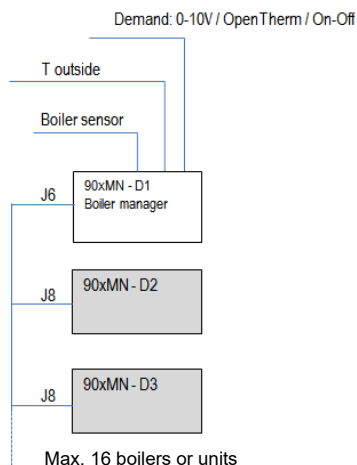 Demand: 0-10V / OpenTherm / On-Off
T outside
Boiler sensor
J6
90xMN - D1
Boiler manager
J8
90xMN - D2
J8
90xMN - D3
Max. 16 boilers or units